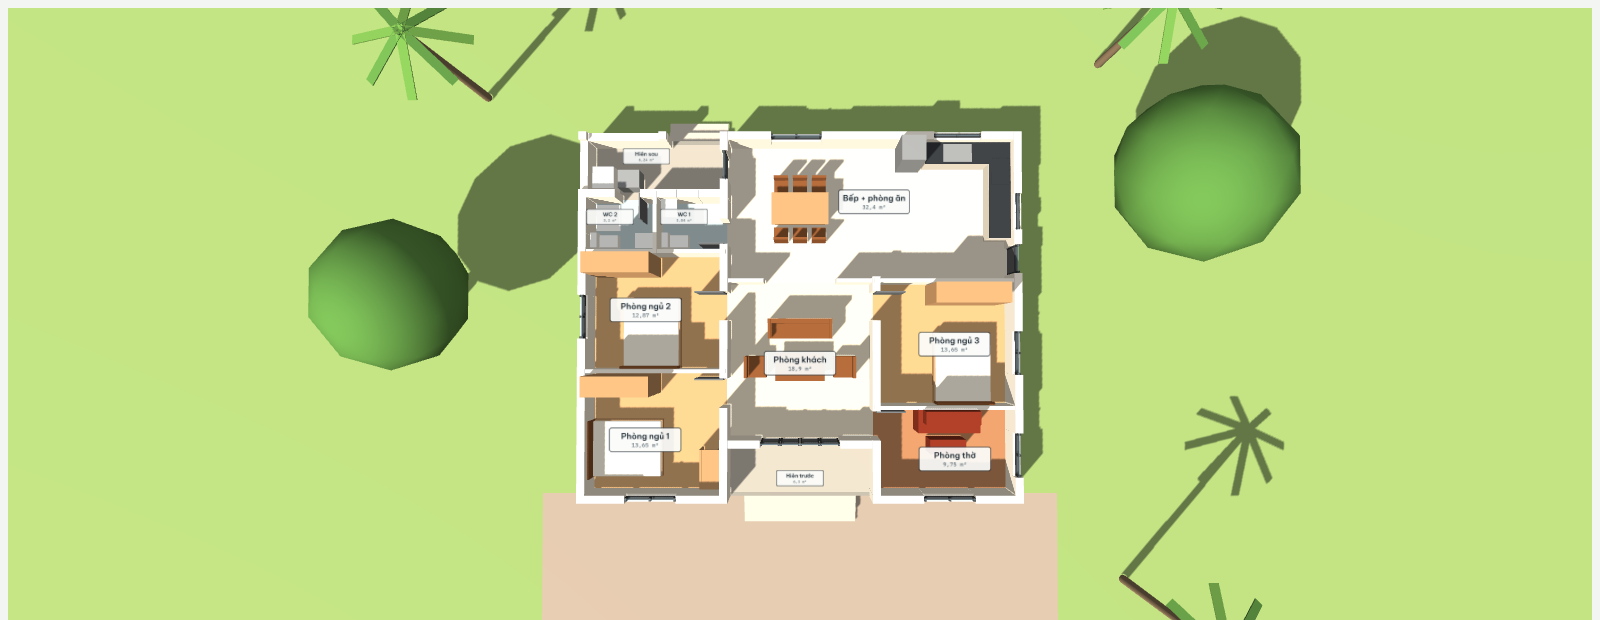 Hiên sau
WC 2
WC 1
Bếp + phòng ăn
32,4 m²
Phòng ngủ 2
12,87 m²
Phòng ngủ 3
13,65 m²
Phòng khách
18,9 m²
Phòng ngủ 1
13,65 m²
Phòng thờ
9,75 m²
Hiên trước